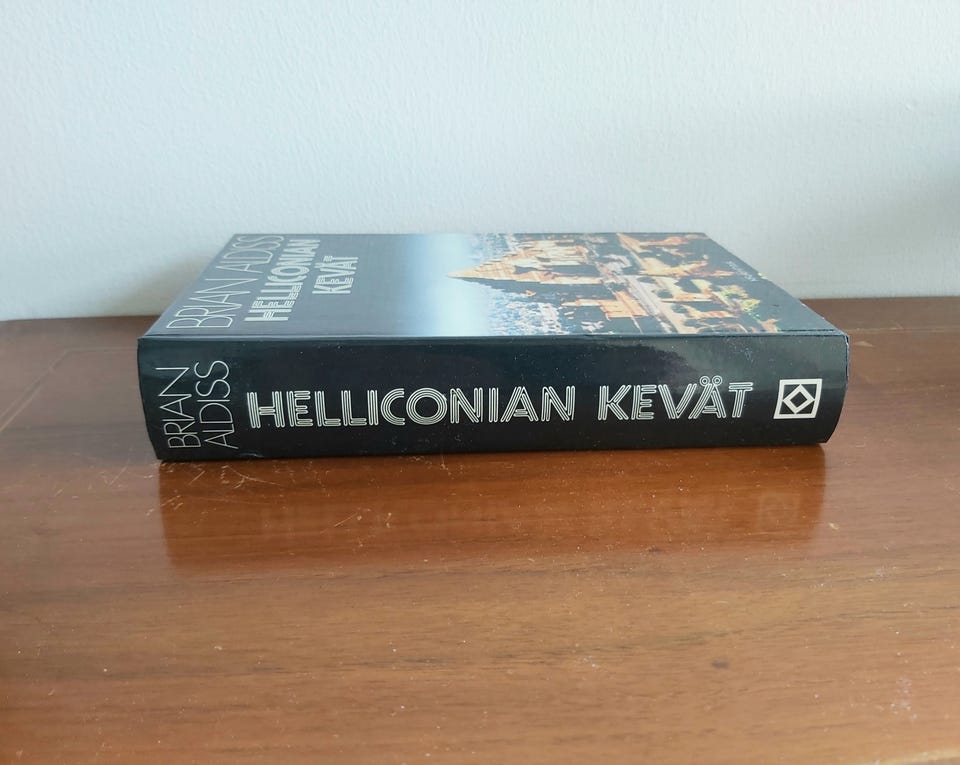 BRIAN ALDISS
HELLICONIAN
KEVÄT
BRIAN
ALDISS
HELLICONIAN KEVÄT